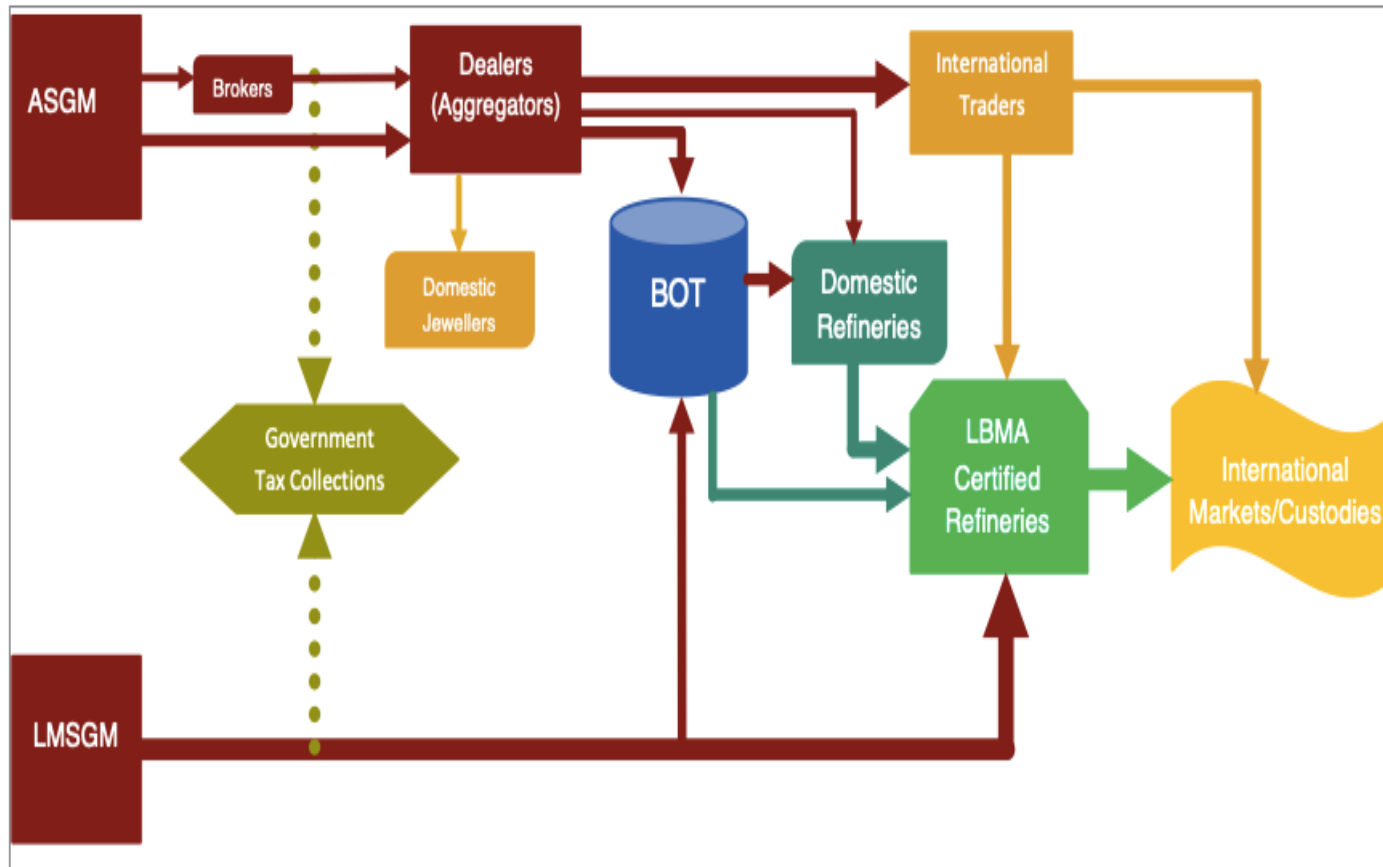 ASGM
Brokers
Dealers
(Aggregators)
International
Traders
Domestic
Jewellers
BOT
Domestic
Refineries
Government
Tax Collections
LBMA
Certified
Refineries
International
Markets/Custodies
LMSGM